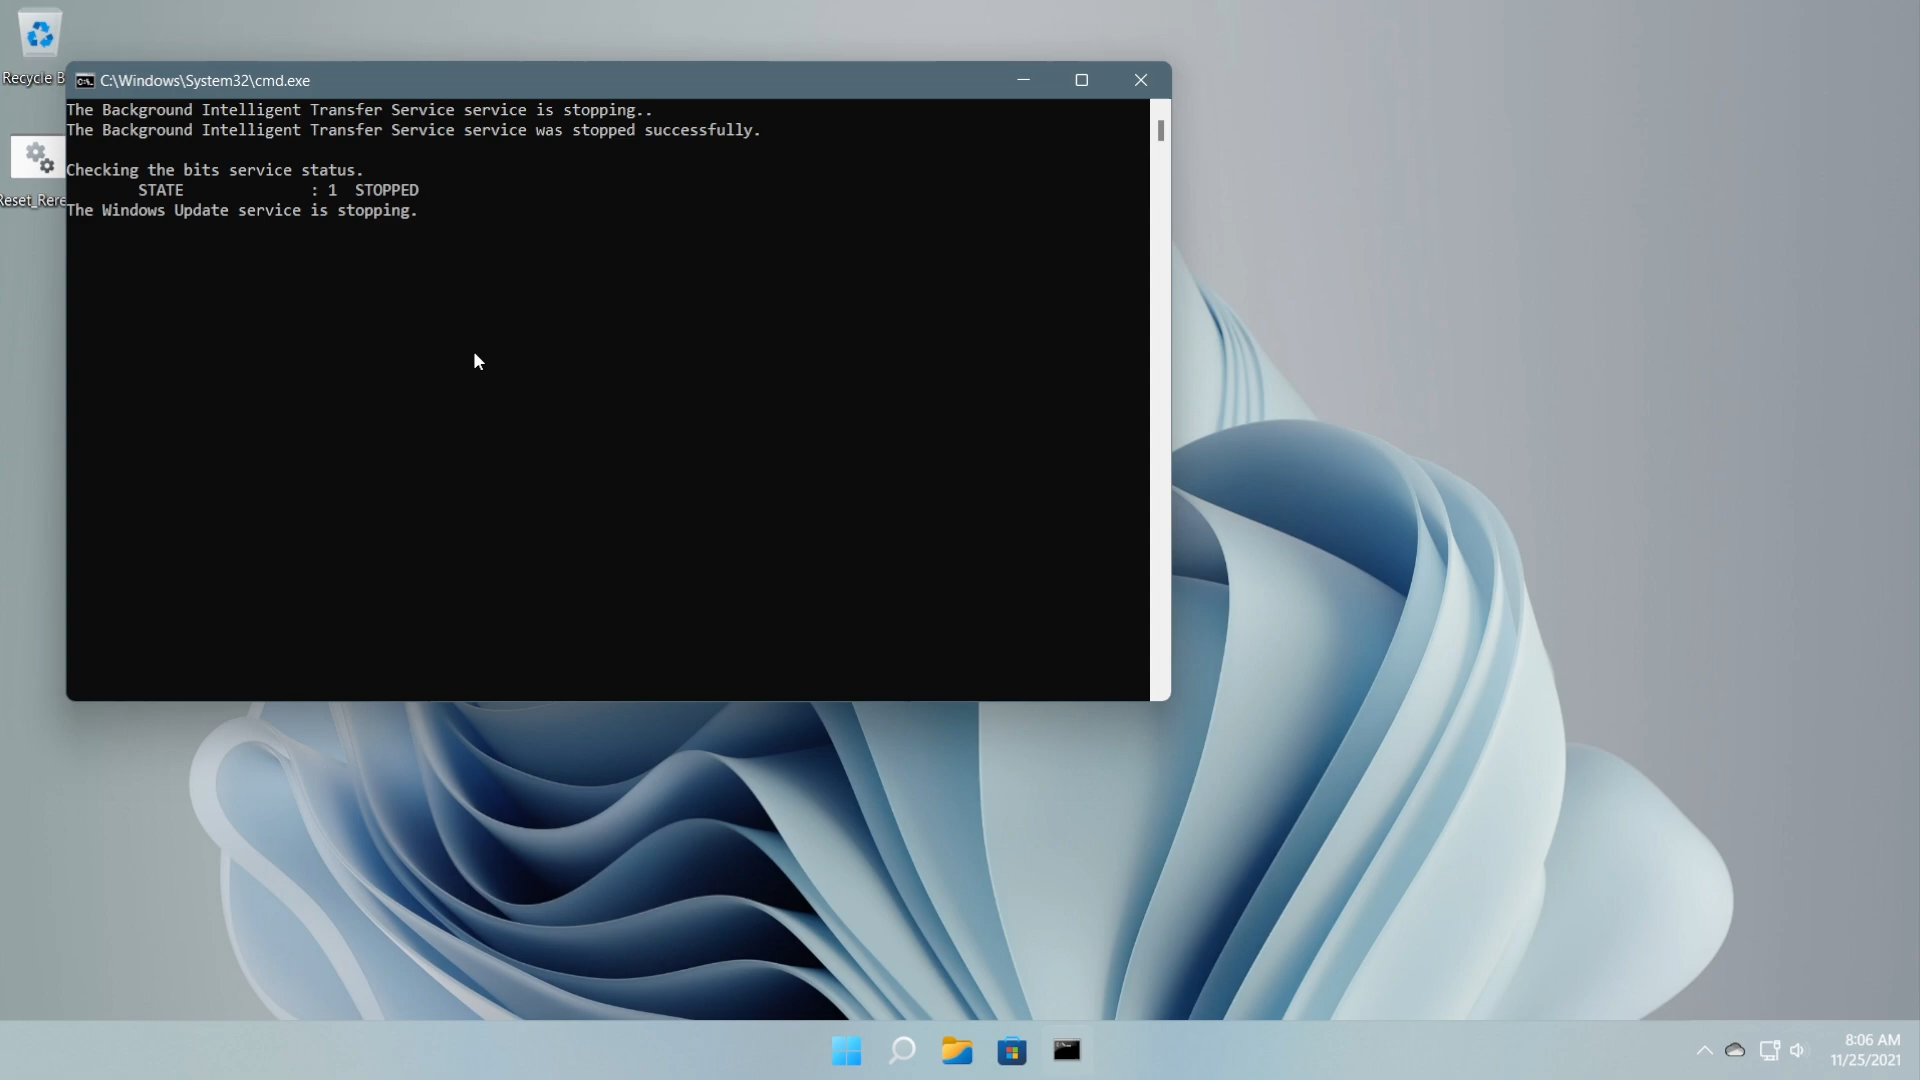 Recycle B
C:\Windows\System32\cmd.exe
The Background Intelligent Transfer Service service is stopping..
The Background Intelligent Transfer Service service was stopped successfully.
Checking the bits service status.
STATE : 1 STOPPED
Reset_Rere
The Windows Update service is stopping.
8:06 AM
11/25/2021